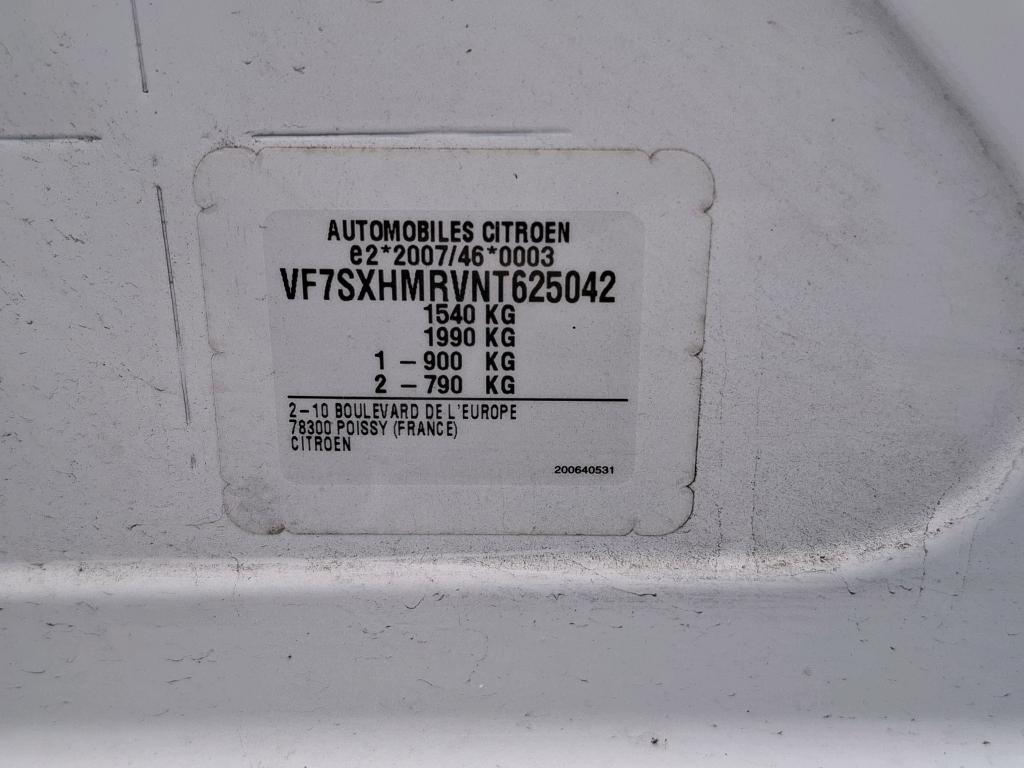 AUTOMOBILES CITROEN
e2*2007/46*0003
VF7SXHMRVNT625042
1540 KG
1990 KG
1 – 900 KG
2 – 790 KG
2–10 BOULEVARD DE L'EUROPE
78300 POISSY (FRANCE)
CITROEN
200640531